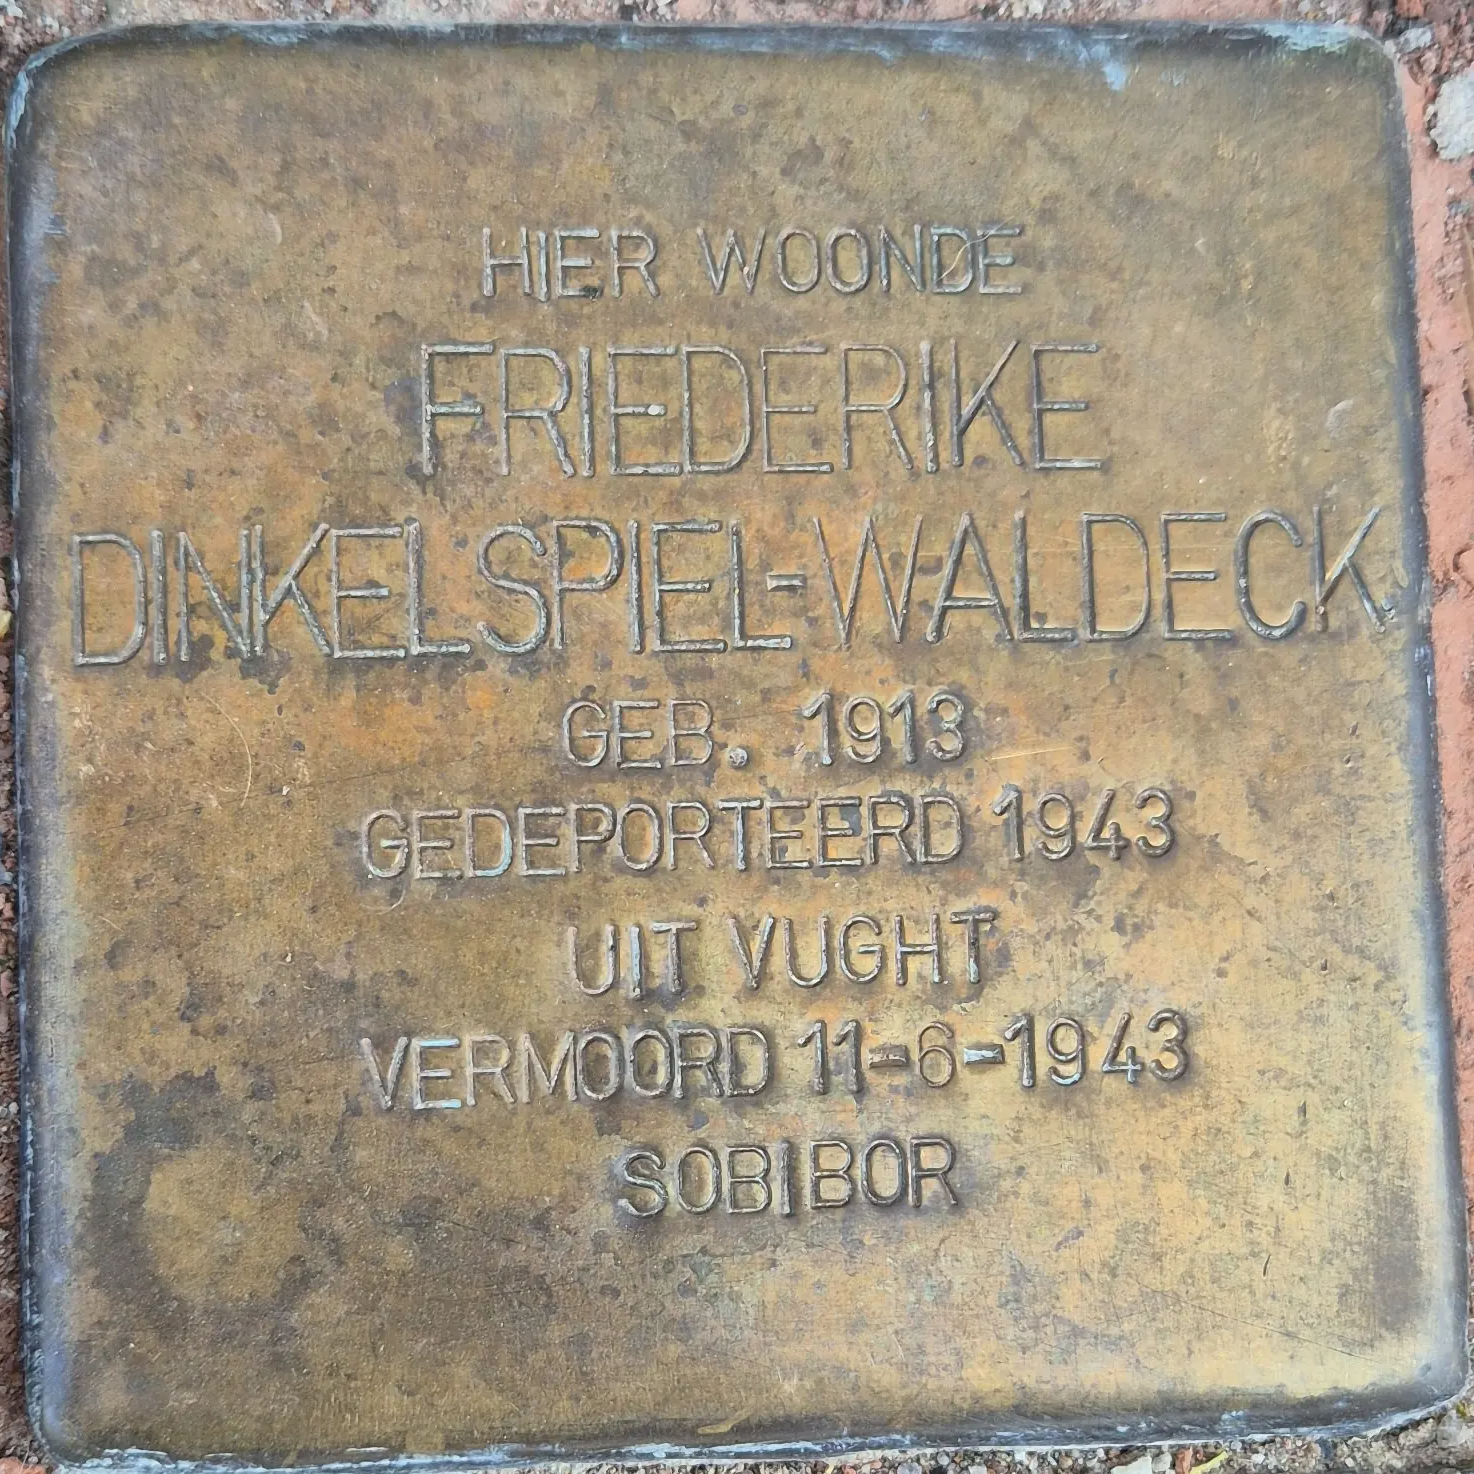 HIER WOONDE
FRIEDERIKE
DINKELSPIEL-WALDECK
GEB. 1913
GEDEPORTEERD 1943
UIT VUGHT
VERMOORD 11-6-1943
SOBIBOR